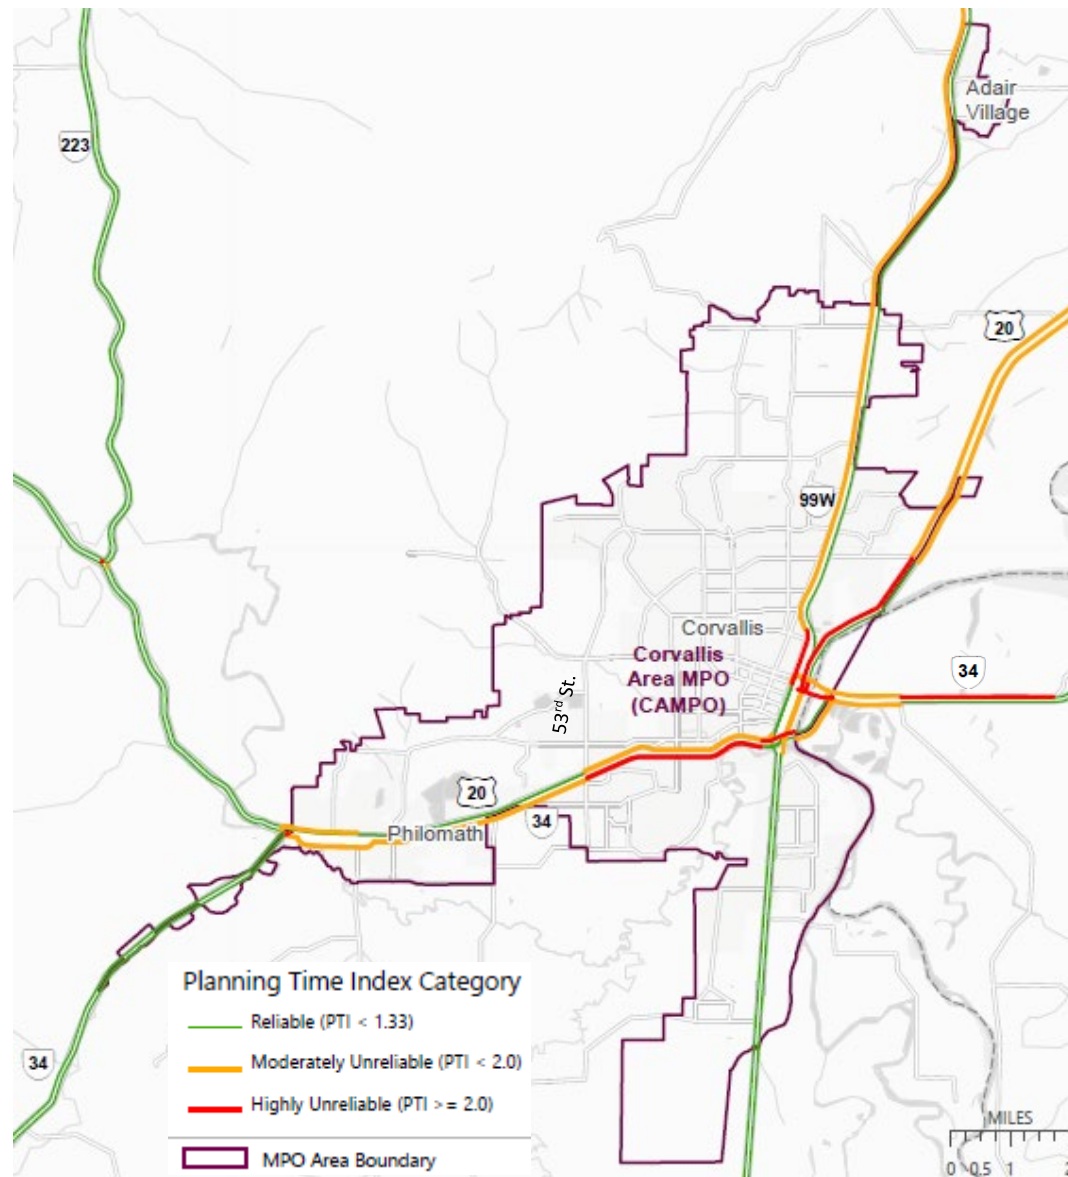 Adair
Village
223
20
99W
Corvallis
Corvallis
Area MPO
(CAMPO)
34
53rd St.
20
34
Philomath
34
Planning Time Index Category
Reliable (PTI < 1.33)
Moderately Unreliable (PTI < 2.0)
Highly Unreliable (PTI >= 2.0)
MPO Area Boundary
MILES
0 0.5 1 2